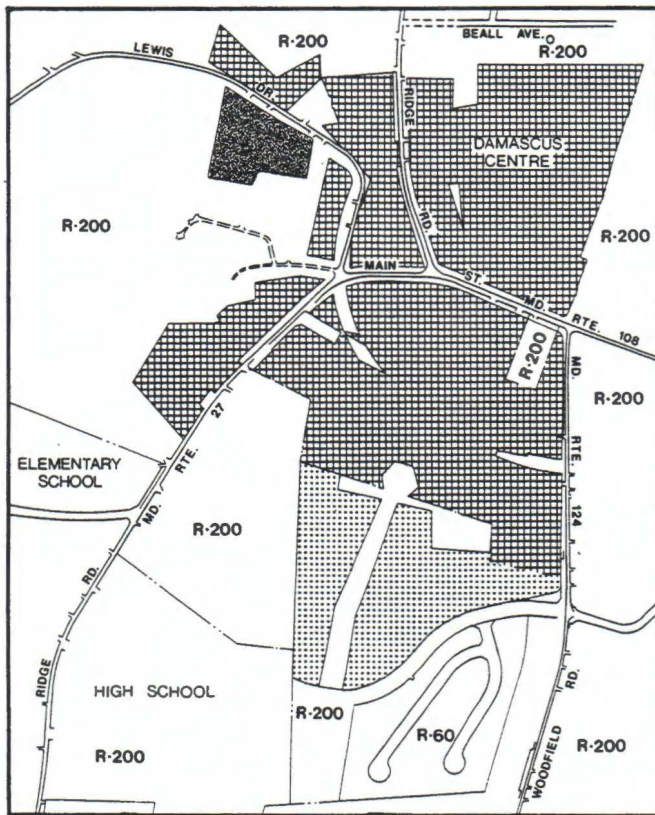 BEALL AVE.
LEWIS
R-200
R-200
DR.
RIDGE
RD.
DAMASCUS
CENTRE
R-200
R-200
MAIN
ST.
MD.
RTE.
108
R-200
MD.
RTE.
124
R-200
ELEMENTARY
SCHOOL
27
RTE.
MD.
R-200
RD.
RIDGE
HIGH SCHOOL
R-200
R-200
R-60
RD.
WOODFIELD
R-200